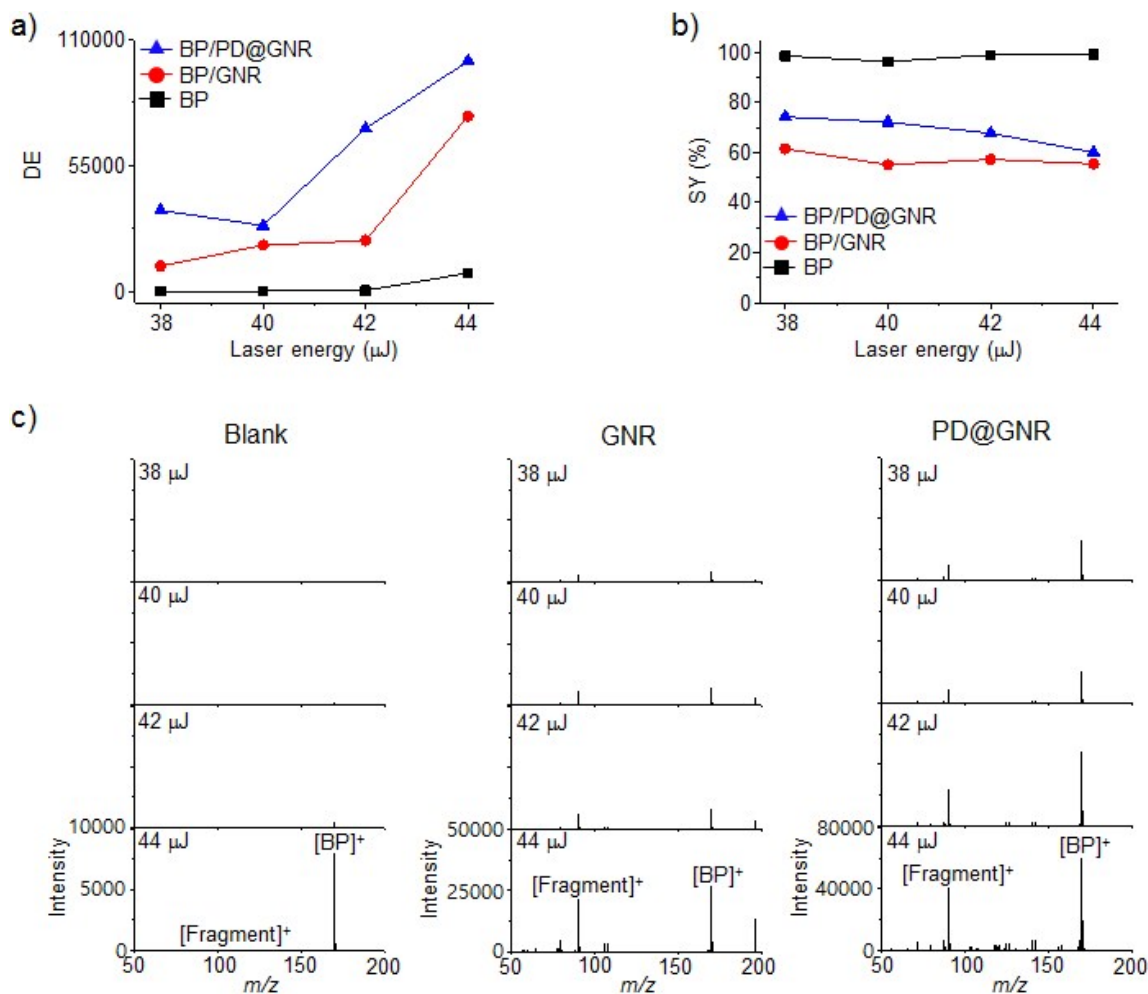 a)
110000
BP/PD@GNR
BP/GNR
BP
DE
55000
0
38 40 42 44
Laser energy (μJ)
b)
100
80
SY (%)
60
40
BP/PD@GNR
BP/GNR
20
BP
0
38 40 42 44
Laser energy (μJ)
c)
Blank
38 μJ
40 μJ
42 μJ
10000
44 μJ
[BP]+
Intensity
5000
[Fragment]+
0
50 100 150 200
m/z
GNR
38 μJ
40 μJ
42 μJ
50000
44 μJ
[Fragment]+
[BP]+
Intensity
25000
0
50 100 150 200
m/z
PD@GNR
38 μJ
40 μJ
42 μJ
80000
44 μJ
[BP]+
[Fragment]+
Intensity
40000
0
50 100 150 200
m/z